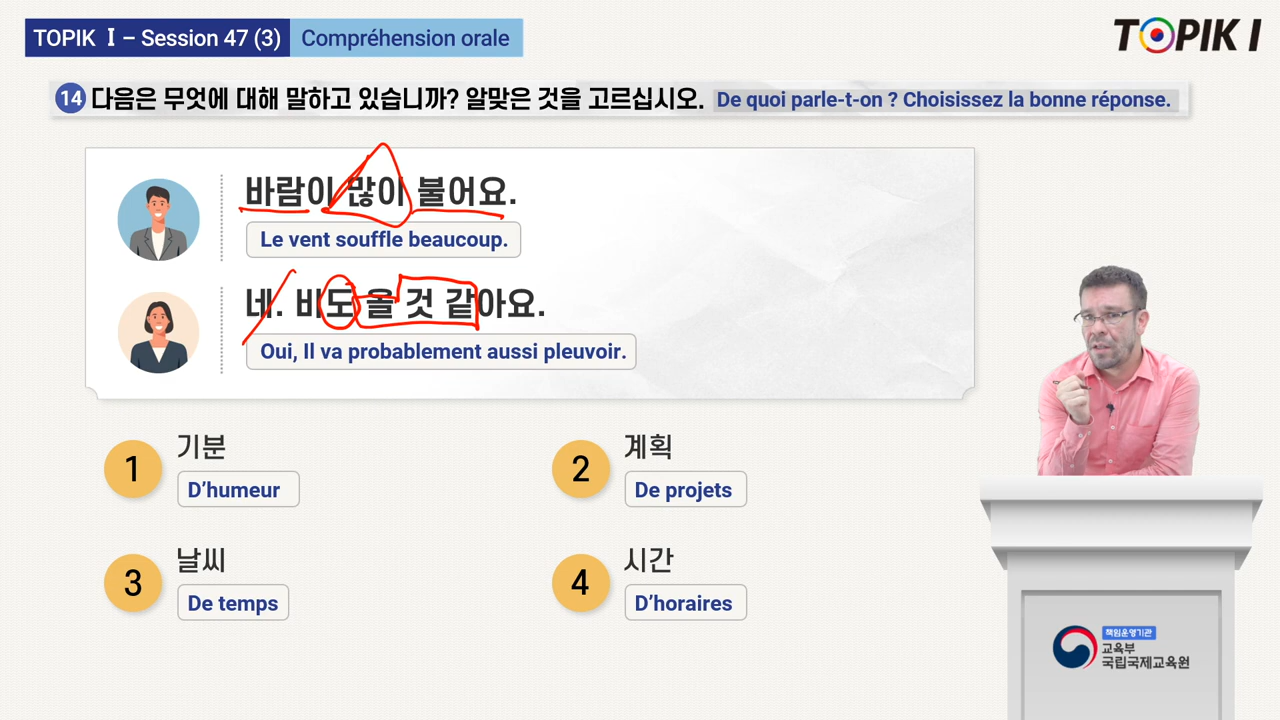 TOPIK I – Session 47 (3) Compréhension orale
TOPIK I
14 다음은 무엇에 대해 말하고 있습니까? 알맞은 것을 고르십시오. De quoi parle-t-on ? Choisissez la bonne réponse.
바람이 많이 불어요.
Le vent souffle beaucoup.
네. 비도 올 것 같아요.
Oui, Il va probablement aussi pleuvoir.
1 기분
D'humeur
2 계획
De projets
3 날씨
De temps
4 시간
D'horaires
책임운영기관
교육부
국립국제교육원